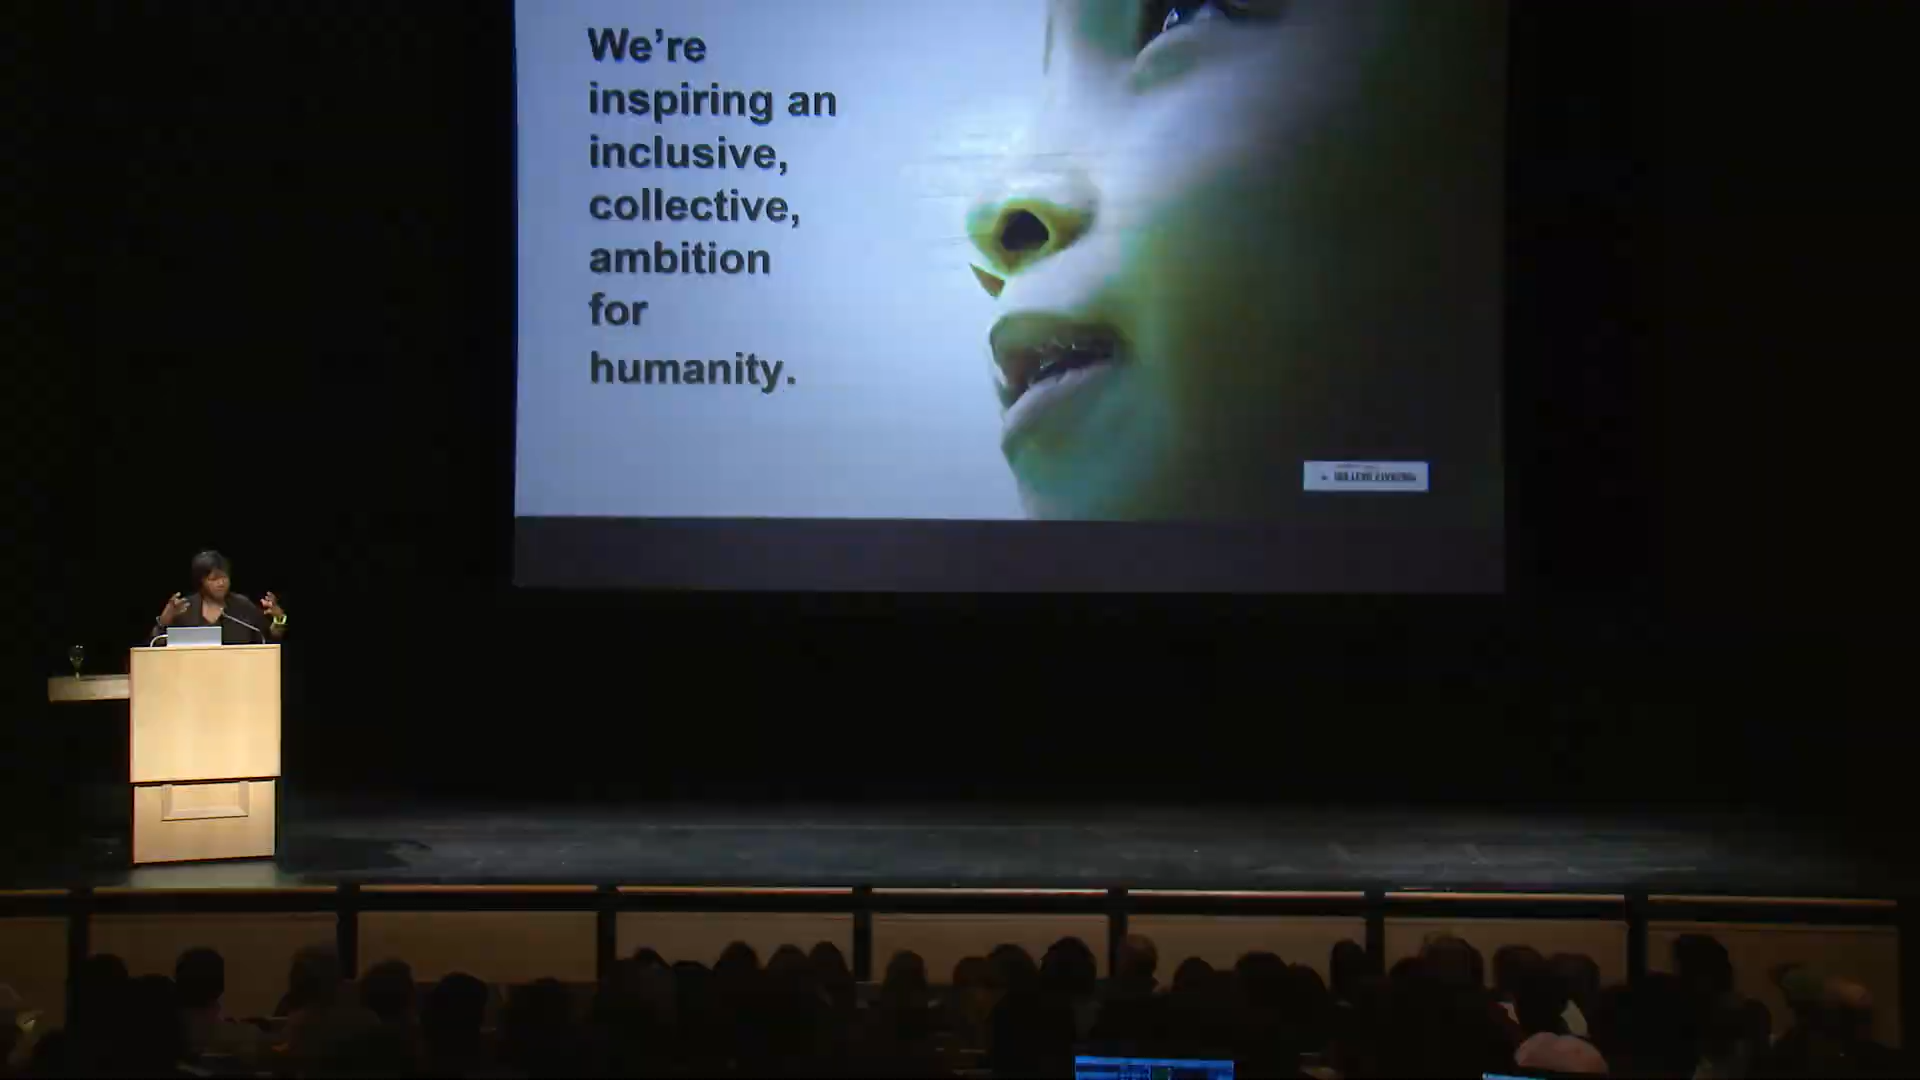 We’re
inspiring an
inclusive,
collective,
ambition
for
humanity.